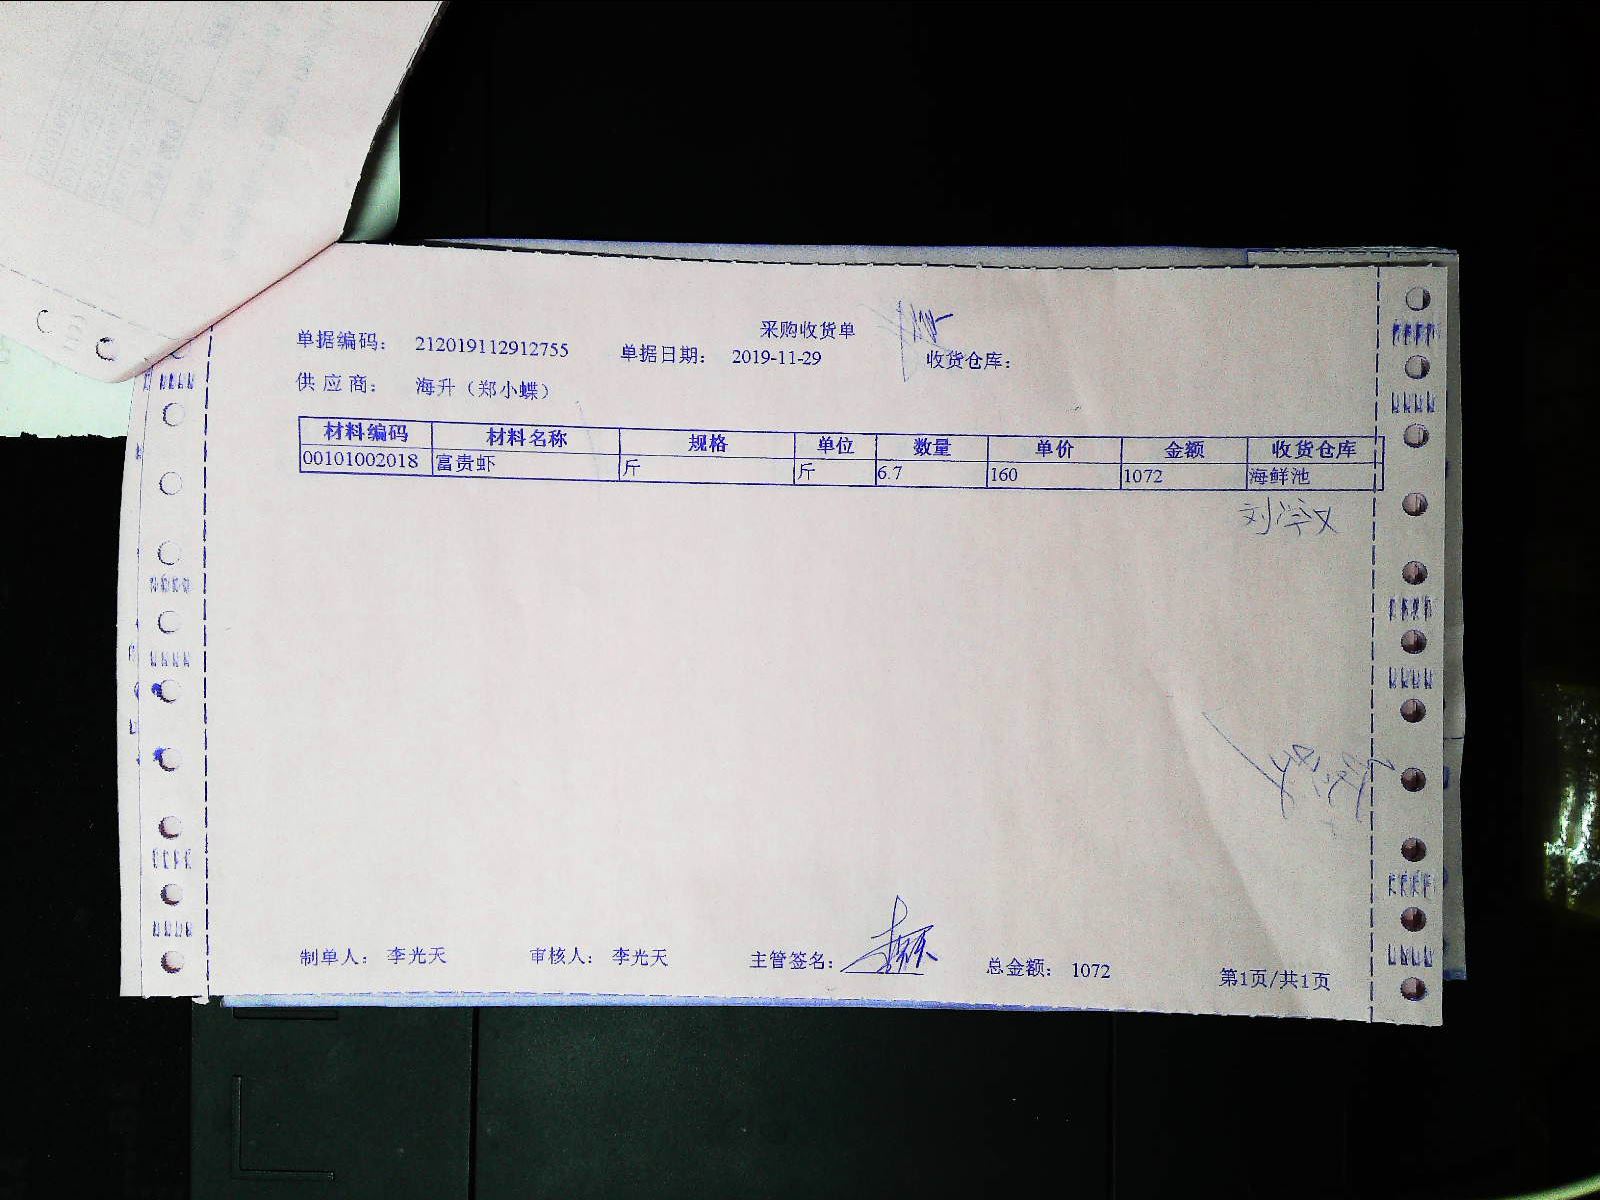 采购收货单
单据编码： 212019112912755 单据日期： 2019-11-29 收货仓库：
供 应 商： 海升（郑小蝶）
材料编码 材料名称 规格 单位 数量 单价 金额 收货仓库
00101002018 富贵虾 斤 斤 6.7 160 1072 海鲜池
制单人： 李光天 审核人： 李光天 主管签名： 总金额： 1072 第1页/共1页